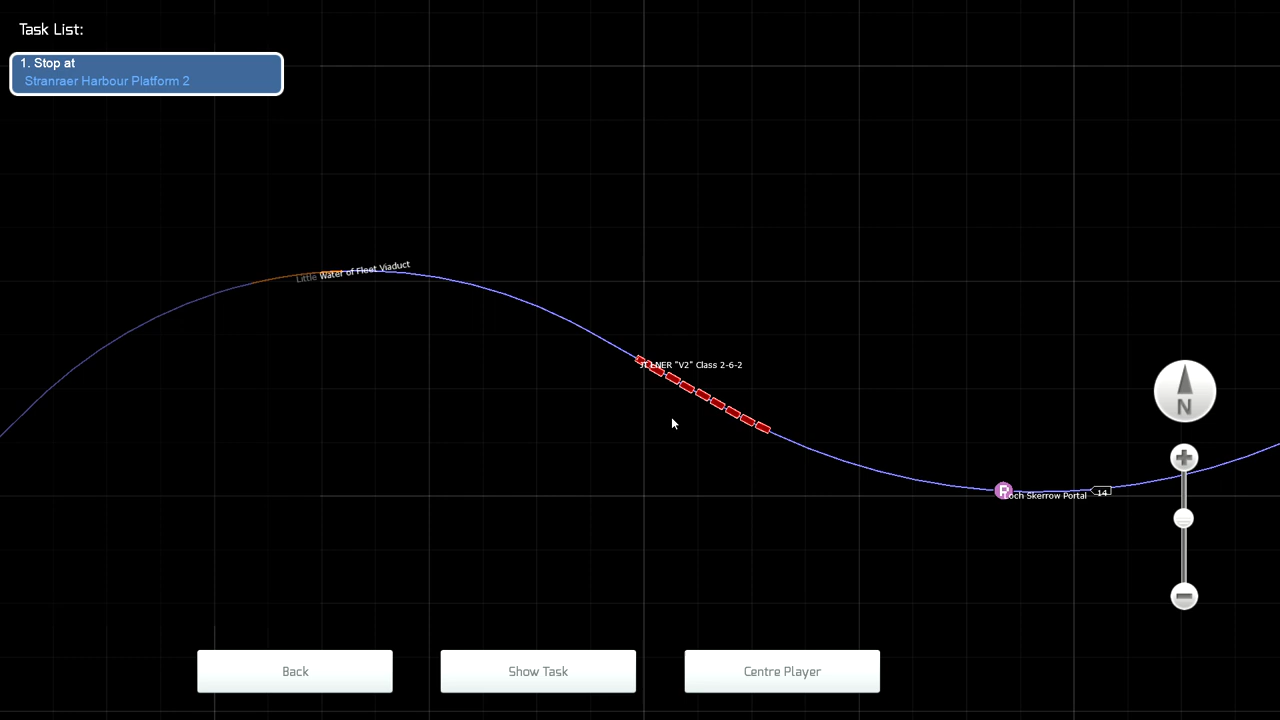 Task List:
1. Stop at
Stranraer Harbour Platform 2
Little Water of Fleet Viaduct
LNER "V2" Class 2-6-2
P
Loch Skerrow Portal
14
N
Back
Show Task
Centre Player